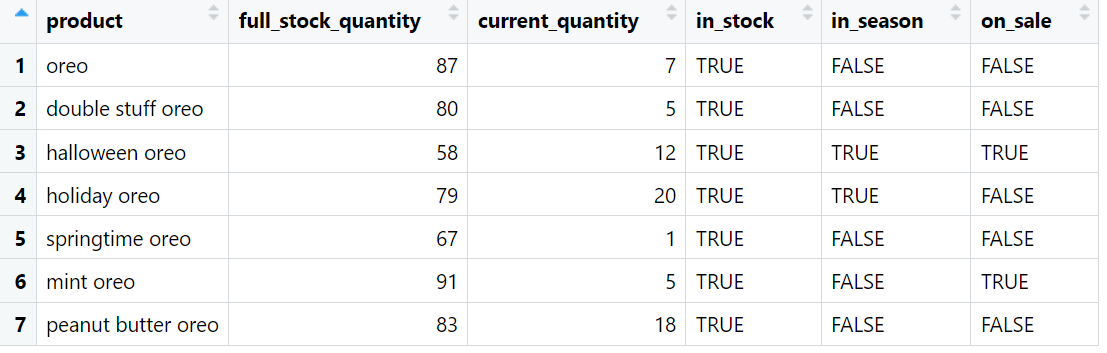 product full_stock_quantity current_quantity in_stock in_season on_sale
1 oreo 87 7 TRUE FALSE FALSE
2 double stuff oreo 80 5 TRUE FALSE FALSE
3 halloween oreo 58 12 TRUE TRUE TRUE
4 holiday oreo 79 20 TRUE TRUE FALSE
5 springtime oreo 67 1 TRUE FALSE FALSE
6 mint oreo 91 5 TRUE FALSE TRUE
7 peanut butter oreo 83 18 TRUE FALSE FALSE